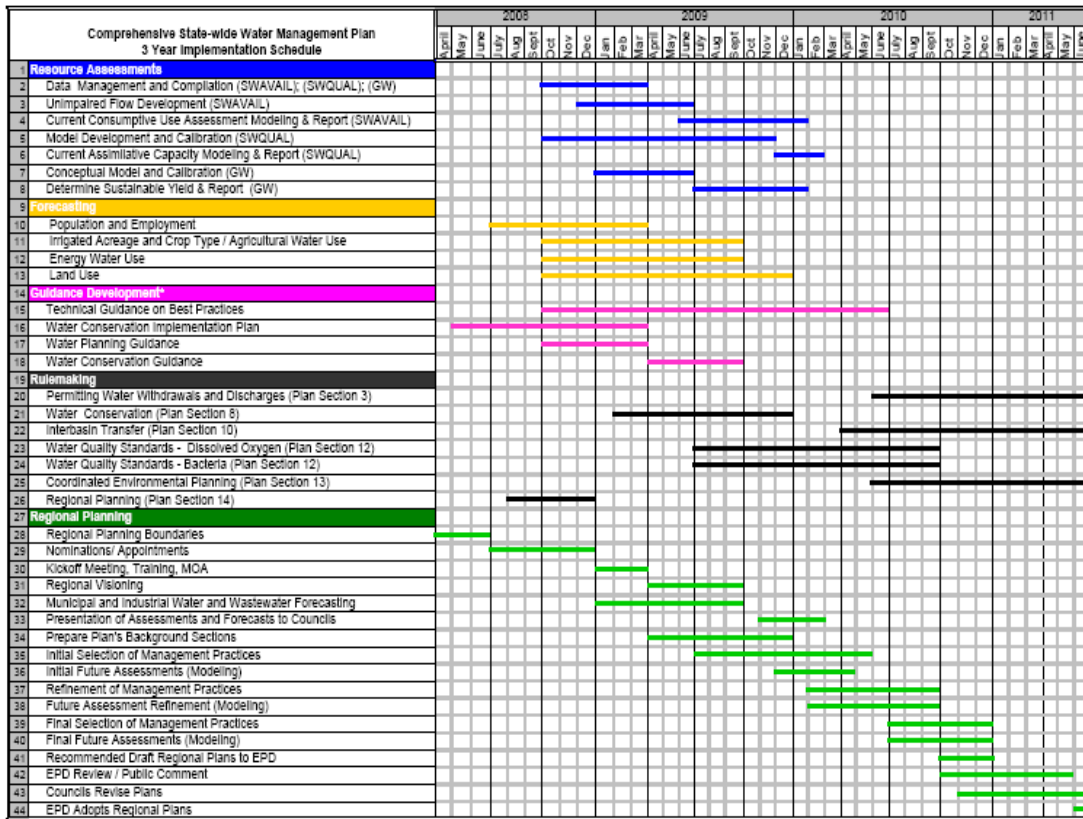 Comprehensive State-wide Water Management Plan
3 Year Implementation Schedule
2008 2009 2010 2011
April May June July Aug Sept Oct Nov Dec Jan Feb Mar April May June July Aug Sept Oct Nov Dec Jan Feb Mar April May June July Aug Sept Oct Nov Dec Jan Feb Mar April May June
1 Resource Assessments
2 Data Management and Compilation (SWAVAIL); (SWQUAL); (GW)
3 Unimpaired Flow Development (SWAVAIL)
4 Current Consumptive Use Assessment Modeling & Report (SWAVAIL)
5 Model Development and Calibration (SWQUAL)
6 Current Assimilative Capacity Modeling & Report (SWQUAL)
7 Conceptual Model and Calibration (GW)
8 Determine Sustainable Yield & Report (GW)
9 Forecasting
10 Population and Employment
11 Irrigated Acreage and Crop Type / Agricultural Water Use
12 Energy Water Use
13 Land Use
14 Guidance Development*
15 Technical Guidance on Best Practices
16 Water Conservation Implementation Plan
17 Water Planning Guidance
18 Water Conservation Guidance
19 Rulemaking
20 Permitting Water Withdrawals and Discharges (Plan Section 3)
21 Water Conservation (Plan Section 8)
22 Interbasin Transfer (Plan Section 10)
23 Water Quality Standards - Dissolved Oxygen (Plan Section 12)
24 Water Quality Standards - Bacteria (Plan Section 12)
25 Coordinated Environmental Planning (Plan Section 13)
26 Regional Planning (Plan Section 14)
27 Regional Planning
28 Regional Planning Boundaries
29 Nominations/ Appointments
30 Kickoff Meeting, Training, MOA
31 Regional Visioning
32 Municipal and Industrial Water and Wastewater Forecasting
33 Presentation of Assessments and Forecasts to Councils
34 Prepare Plan's Background Sections
35 Initial Selection of Management Practices
36 Initial Future Assessments (Modeling)
37 Refinement of Management Practices
38 Future Assessment Refinement (Modeling)
39 Final Selection of Management Practices
40 Final Future Assessments (Modeling)
41 Recommended Draft Regional Plans to EPD
42 EPD Review / Public Comment
43 Councils Revise Plans
44 EPD Adopts Regional Plans